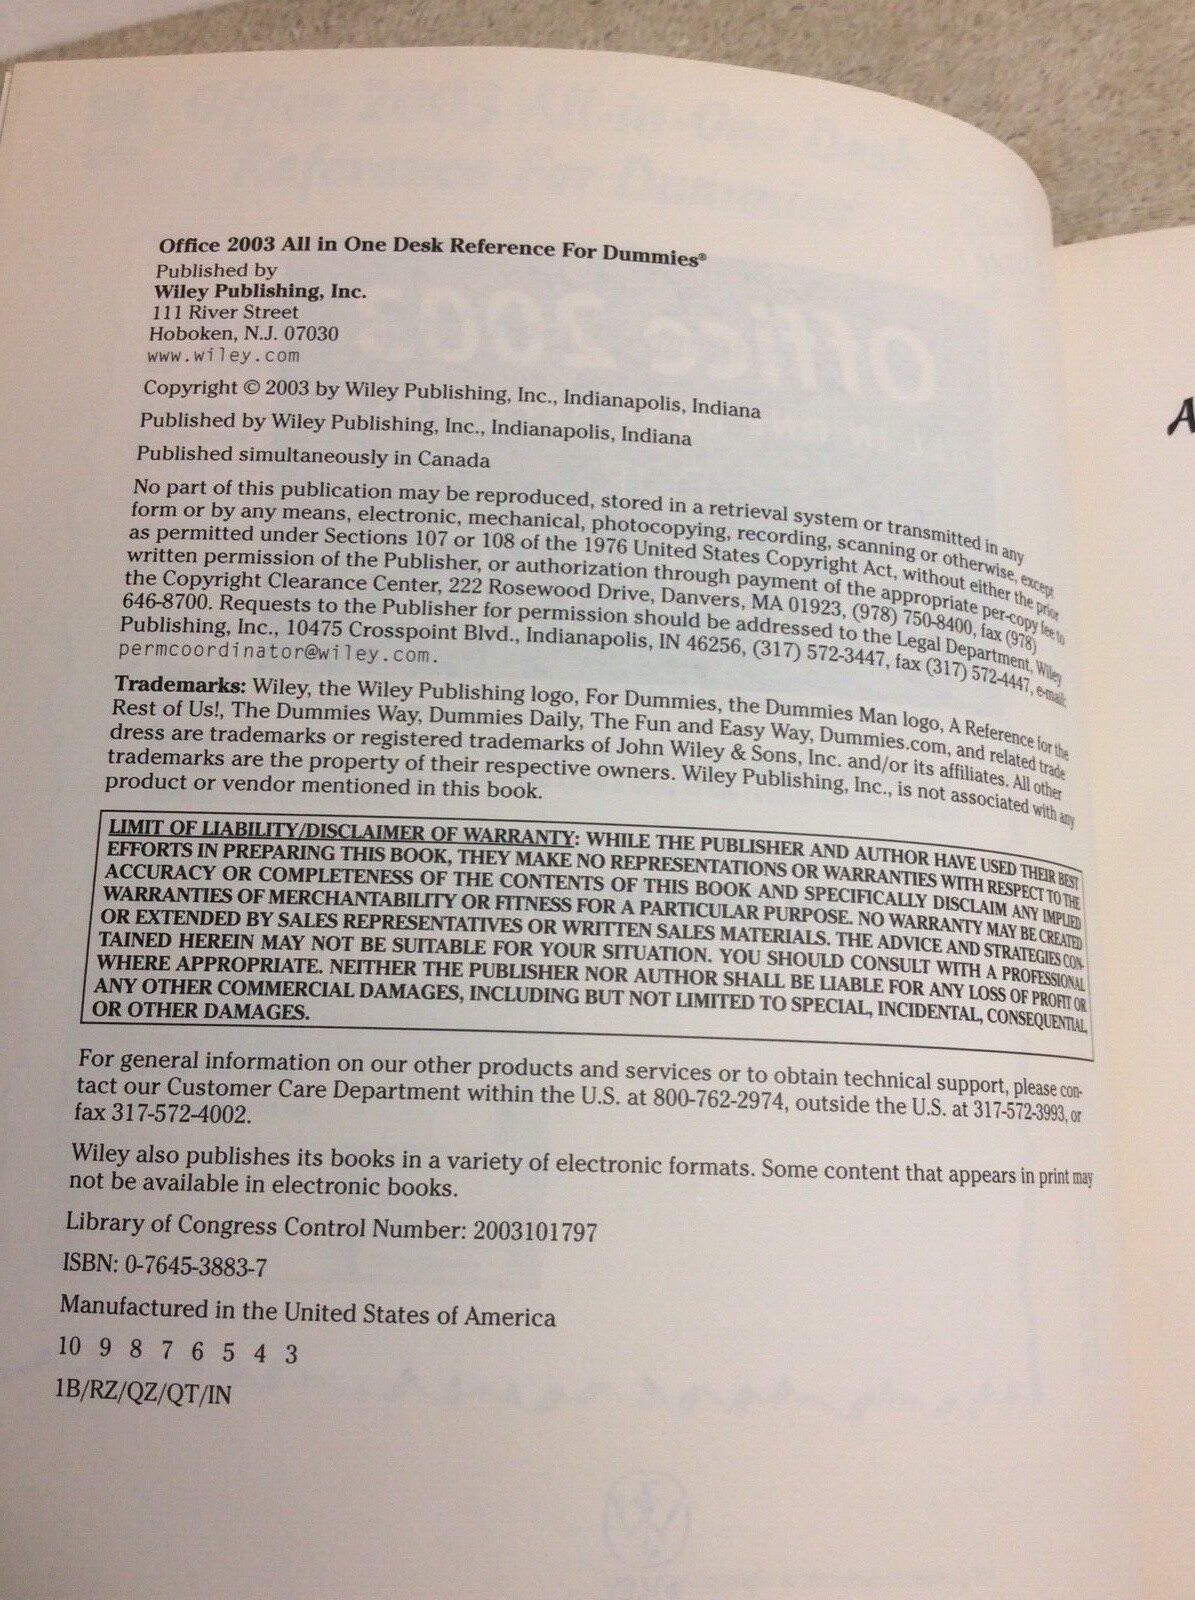 Office 2003 All in One Desk Reference For Dummies®
Published by
Wiley Publishing, Inc.
111 River Street
Hoboken, N.J. 07030
www.wiley.com
Copyright © 2003 by Wiley Publishing, Inc., Indianapolis, Indiana
Published by Wiley Publishing, Inc., Indianapolis, Indiana
Published simultaneously in Canada
No part of this publication may be reproduced, stored in a retrieval system or transmitted in any
form or by any means, electronic, mechanical, photocopying, recording, scanning or otherwise, except
as permitted under Sections 107 or 108 of the 1976 United States Copyright Act, without either the prior
written permission of the Publisher, or authorization through payment of the appropriate per-copy fee to
the Copyright Clearance Center, 222 Rosewood Drive, Danvers, MA 01923, (978) 750-8400, fax (978)
646-8700. Requests to the Publisher for permission should be addressed to the Legal Department, Wiley
Publishing, Inc., 10475 Crosspoint Blvd., Indianapolis, IN 46256, (317) 572-3447, fax (317) 572-4447, e-mail:
permcoordinator@wiley.com.
Trademarks: Wiley, the Wiley Publishing logo, For Dummies, the Dummies Man logo, A Reference for the
Rest of Us!, The Dummies Way, Dummies Daily, The Fun and Easy Way, Dummies.com, and related trade
dress are trademarks or registered trademarks of John Wiley & Sons, Inc. and/or its affiliates. All other
trademarks are the property of their respective owners. Wiley Publishing, Inc., is not associated with any
product or vendor mentioned in this book.
LIMIT OF LIABILITY/DISCLAIMER OF WARRANTY: WHILE THE PUBLISHER AND AUTHOR HAVE USED THEIR BEST
EFFORTS IN PREPARING THIS BOOK, THEY MAKE NO REPRESENTATIONS OR WARRANTIES WITH RESPECT TO THE
ACCURACY OR COMPLETENESS OF THE CONTENTS OF THIS BOOK AND SPECIFICALLY DISCLAIM ANY IMPLIED
WARRANTIES OF MERCHANTABILITY OR FITNESS FOR A PARTICULAR PURPOSE. NO WARRANTY MAY BE CREATED
OR EXTENDED BY SALES REPRESENTATIVES OR WRITTEN SALES MATERIALS. THE ADVICE AND STRATEGIES CON-
TAINED HEREIN MAY NOT BE SUITABLE FOR YOUR SITUATION. YOU SHOULD CONSULT WITH A PROFESSIONAL
WHERE APPROPRIATE. NEITHER THE PUBLISHER NOR AUTHOR SHALL BE LIABLE FOR ANY LOSS OF PROFIT OR
ANY OTHER COMMERCIAL DAMAGES, INCLUDING BUT NOT LIMITED TO SPECIAL, INCIDENTAL, CONSEQUENTIAL,
OR OTHER DAMAGES.
For general information on our other products and services or to obtain technical support, please con-
tact our Customer Care Department within the U.S. at 800-762-2974, outside the U.S. at 317-572-3993, or
fax 317-572-4002.
Wiley also publishes its books in a variety of electronic formats. Some content that appears in print may
not be available in electronic books.
Library of Congress Control Number: 2003101797
ISBN: 0-7645-3883-7
Manufactured in the United States of America
10 9 8 7 6 5 4 3
1B/RZ/QZ/QT/IN
A